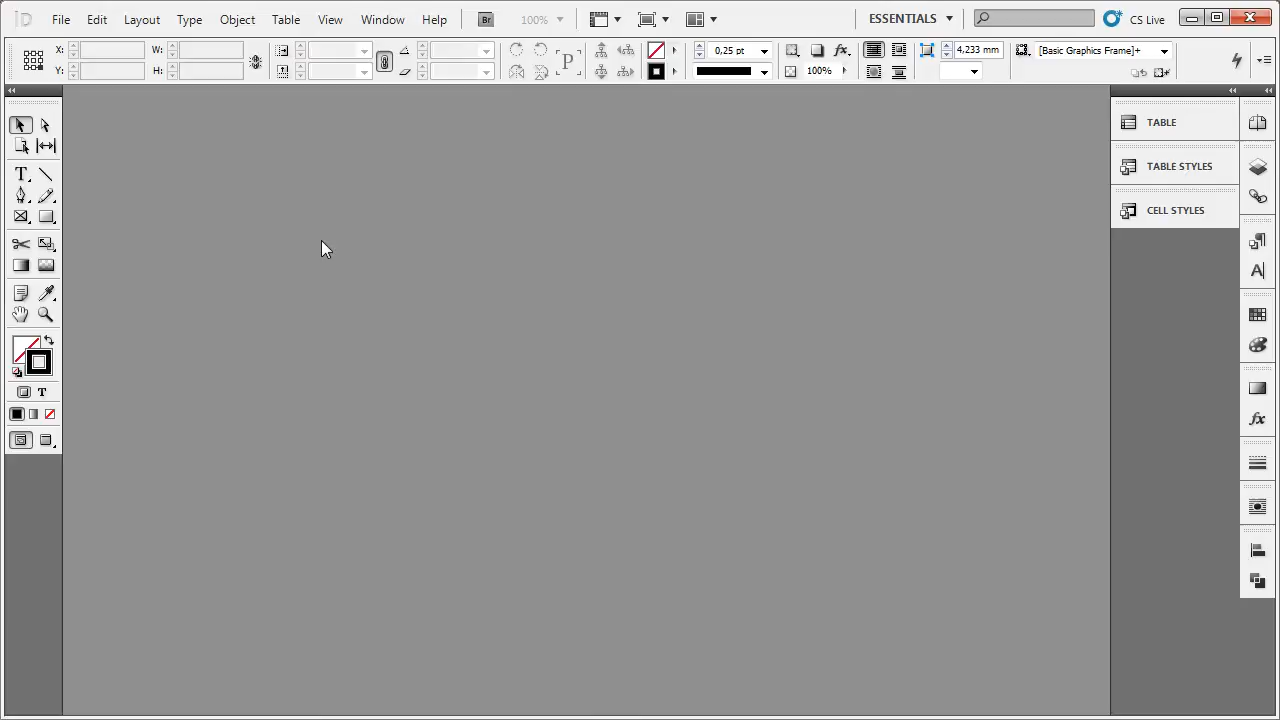 iD File Edit Layout Type Object Table View Window Help Br 100% ESSENTIALS CS Live
X: W: 0,25 pt 4,233 mm [Basic Graphics Frame]+
Y: H: P 100%
TABLE
TABLE STYLES
CELL STYLES